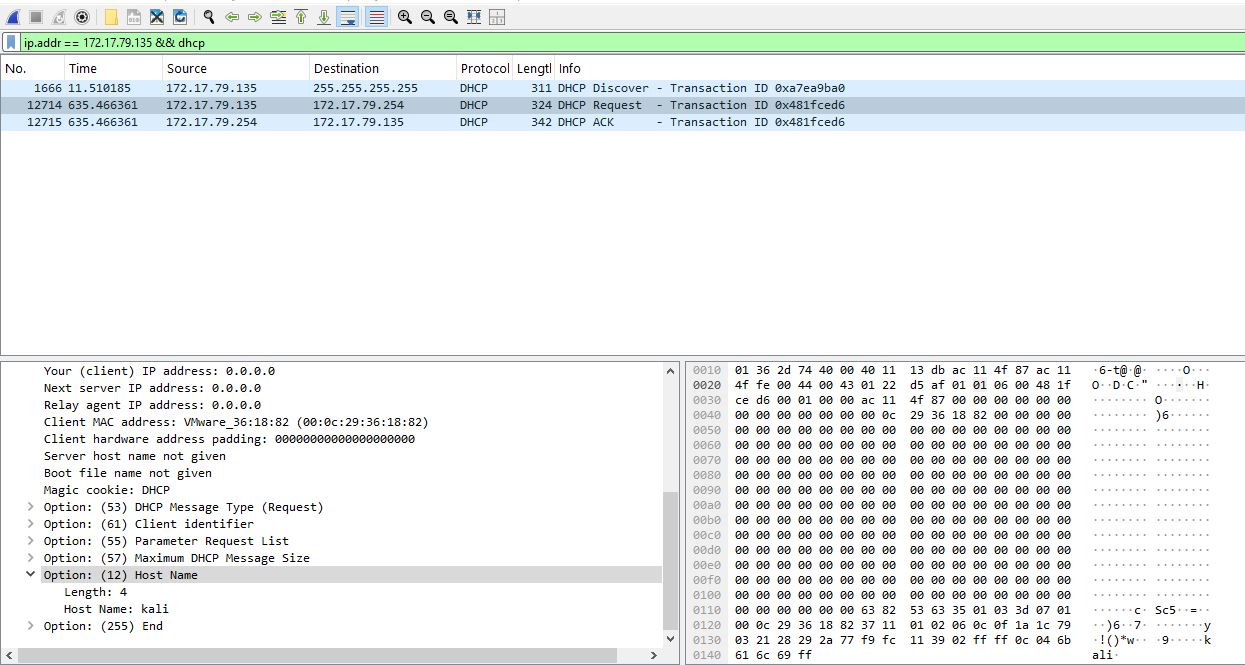 ip.addr == 172.17.79.135 && dhcp
No. Time Source Destination Protocol Lengtl Info
1666 11.510185 172.17.79.135 255.255.255.255 DHCP 311 DHCP Discover - Transaction ID 0xa7ea9ba0
12714 635.466361 172.17.79.135 172.17.79.254 DHCP 324 DHCP Request - Transaction ID 0x481fced6
12715 635.466361 172.17.79.254 172.17.79.135 DHCP 342 DHCP ACK - Transaction ID 0x481fced6
Your (client) IP address: 0.0.0.0
Next server IP address: 0.0.0.0
Relay agent IP address: 0.0.0.0
Client MAC address: VMware_36:18:82 (00:0c:29:36:18:82)
Client hardware address padding: 00000000000000000000
Server host name not given
Boot file name not given
Magic cookie: DHCP
Option: (53) DHCP Message Type (Request)
Option: (61) Client identifier
Option: (55) Parameter Request List
Option: (57) Maximum DHCP Message Size
Option: (12) Host Name
Length: 4
Host Name: kali
Option: (255) End
0010 01 36 2d 74 40 00 40 11 13 db ac 11 4f 87 ac 11 ·6-t@·@· ····O···
0020 4f fe 00 44 00 43 01 22 d5 af 01 01 06 00 48 1f O··D·C·" ······H·
0030 ce d6 00 01 00 00 ac 11 4f 87 00 00 00 00 00 00 ········ O·······
0040 00 00 00 00 00 00 00 0c 29 36 18 82 00 00 00 00 ········ )6······
0050 00 00 00 00 00 00 00 00 00 00 00 00 00 00 00 00 ········ ········
0060 00 00 00 00 00 00 00 00 00 00 00 00 00 00 00 00 ········ ········
0070 00 00 00 00 00 00 00 00 00 00 00 00 00 00 00 00 ········ ········
0080 00 00 00 00 00 00 00 00 00 00 00 00 00 00 00 00 ········ ········
0090 00 00 00 00 00 00 00 00 00 00 00 00 00 00 00 00 ········ ········
00a0 00 00 00 00 00 00 00 00 00 00 00 00 00 00 00 00 ········ ········
00b0 00 00 00 00 00 00 00 00 00 00 00 00 00 00 00 00 ········ ········
00c0 00 00 00 00 00 00 00 00 00 00 00 00 00 00 00 00 ········ ········
00d0 00 00 00 00 00 00 00 00 00 00 00 00 00 00 00 00 ········ ········
00e0 00 00 00 00 00 00 00 00 00 00 00 00 00 00 00 00 ········ ········
00f0 00 00 00 00 00 00 00 00 00 00 00 00 00 00 00 00 ········ ········
0100 00 00 00 00 00 00 00 00 00 00 00 00 00 00 00 00 ········ ········
0110 00 00 00 00 00 00 63 82 53 63 35 01 03 3d 07 01 ······c· Sc5··=··
0120 00 0c 29 36 18 82 37 11 01 02 06 0c 0f 1a 1c 79 ··)6··7· ·······y
0130 03 21 28 29 2a 77 f9 fc 11 39 02 ff ff 0c 04 6b ·!()*w·· ·9·····k
0140 61 6c 69 ff ali·